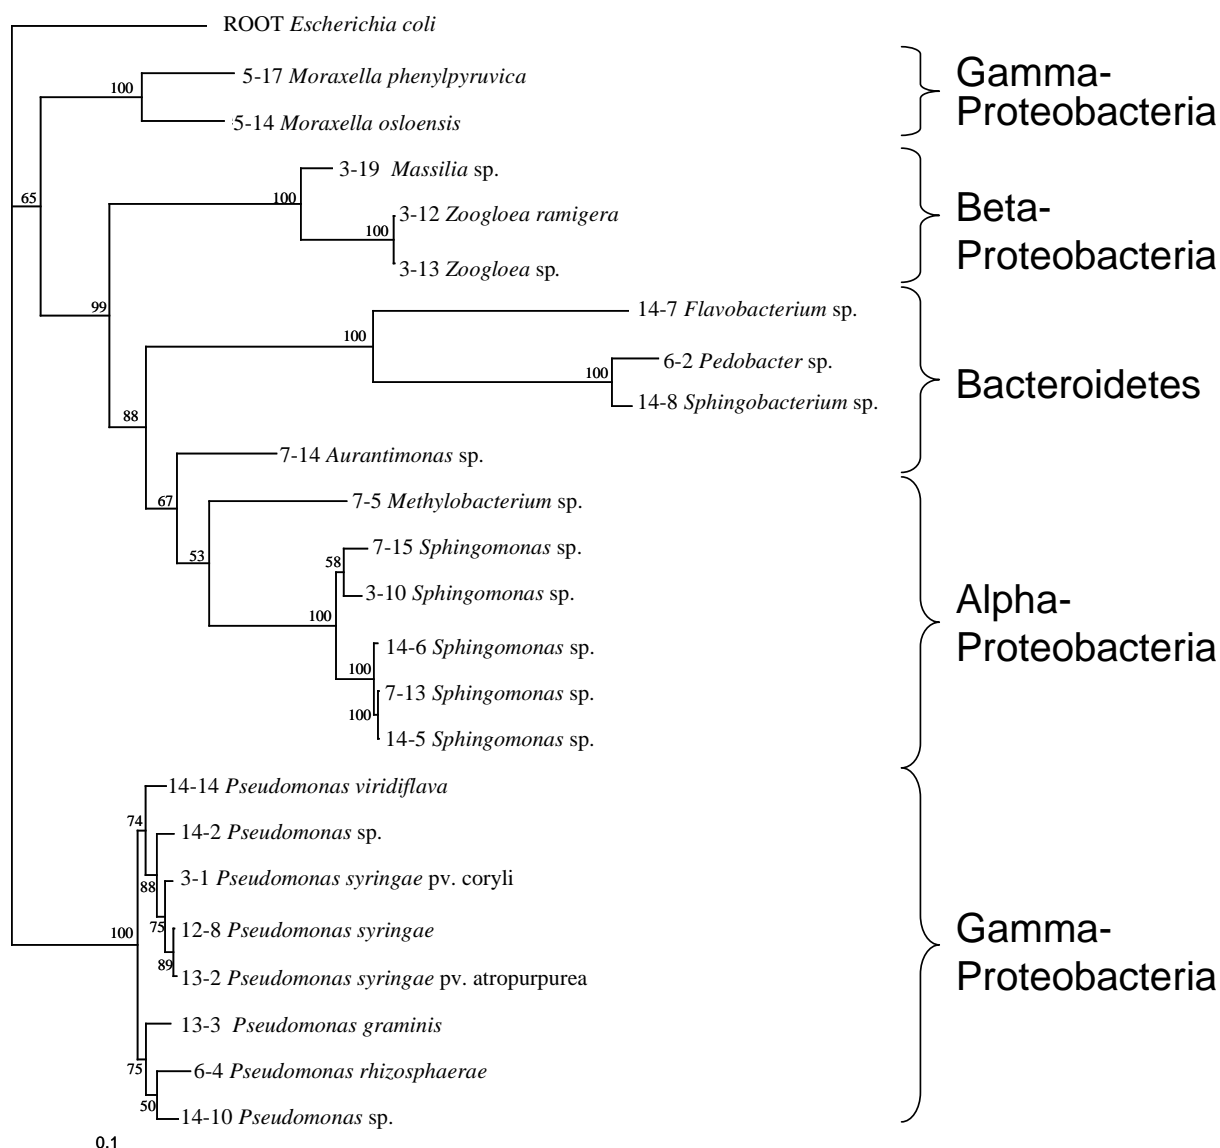 ROOT Escherichia coli
5-17 Moraxella phenylpyruvica
100
5-14 Moraxella osloensis
Gamma-
Proteobacteria
3-19 Massilia sp.
65
100
3-12 Zoogloea ramigera
100
3-13 Zoogloea sp.
Beta-
Proteobacteria
99
14-7 Flavobacterium sp.
100
6-2 Pedobacter sp.
100
14-8 Sphingobacterium sp.
Bacteroidetes
88
7-14 Aurantimonas sp.
67
7-5 Methylobacterium sp.
53
7-15 Sphingomonas sp.
58
3-10 Sphingomonas sp.
100
14-6 Sphingomonas sp.
100
7-13 Sphingomonas sp.
100
14-5 Sphingomonas sp.
Alpha-
Proteobacteria
14-14 Pseudomonas viridiflava
74
14-2 Pseudomonas sp.
88
3-1 Pseudomonas syringae pv. coryli
75
12-8 Pseudomonas syringae
100
89
13-2 Pseudomonas syringae pv. atropurpurea
13-3 Pseudomonas graminis
75
6-4 Pseudomonas rhizosphaerae
50
14-10 Pseudomonas sp.
Gamma-
Proteobacteria
0.1